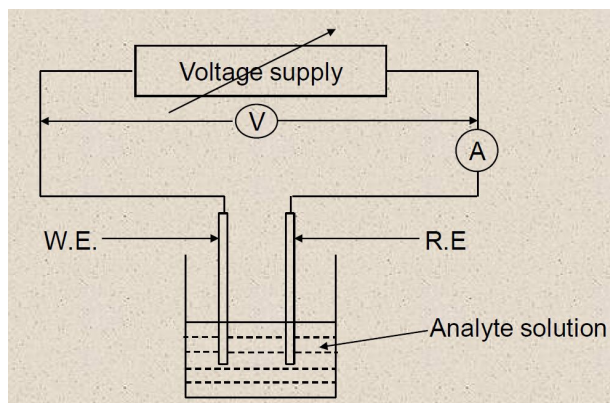 Voltage supply
V
A
W.E.
R.E
Analyte solution